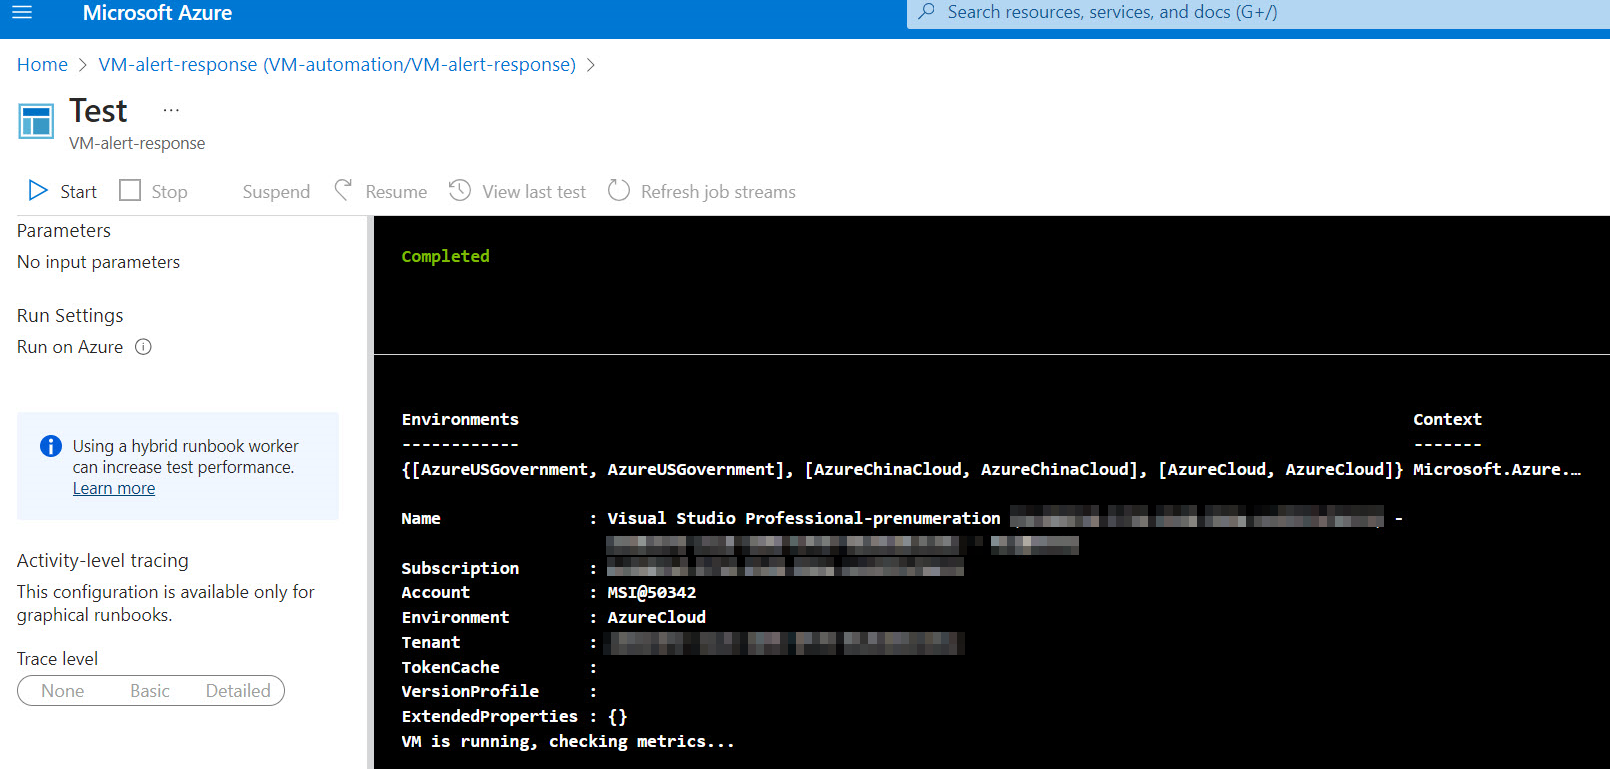 Microsoft Azure
Search resources, services, and docs (G+/)
Home > VM-alert-response (VM-automation/VM-alert-response) >
Test ...
VM-alert-response
Start Stop Suspend Resume View last test Refresh job streams
Parameters
No input parameters
Run Settings
Run on Azure
Using a hybrid runbook worker
can increase test performance.
Learn more
Activity-level tracing
This configuration is available only for
graphical runbooks.
Trace level
None Basic Detailed
Completed
Environments Context
------------ -------
{[AzureUSGovernment, AzureUSGovernment], [AzureChinaCloud, AzureChinaCloud], [AzureCloud, AzureCloud]} Microsoft.Azure.…
Name : Visual Studio Professional-prenumeration -
Subscription :
Account : MSI@50342
Environment : AzureCloud
Tenant :
TokenCache :
VersionProfile :
ExtendedProperties : {}
VM is running, checking metrics...